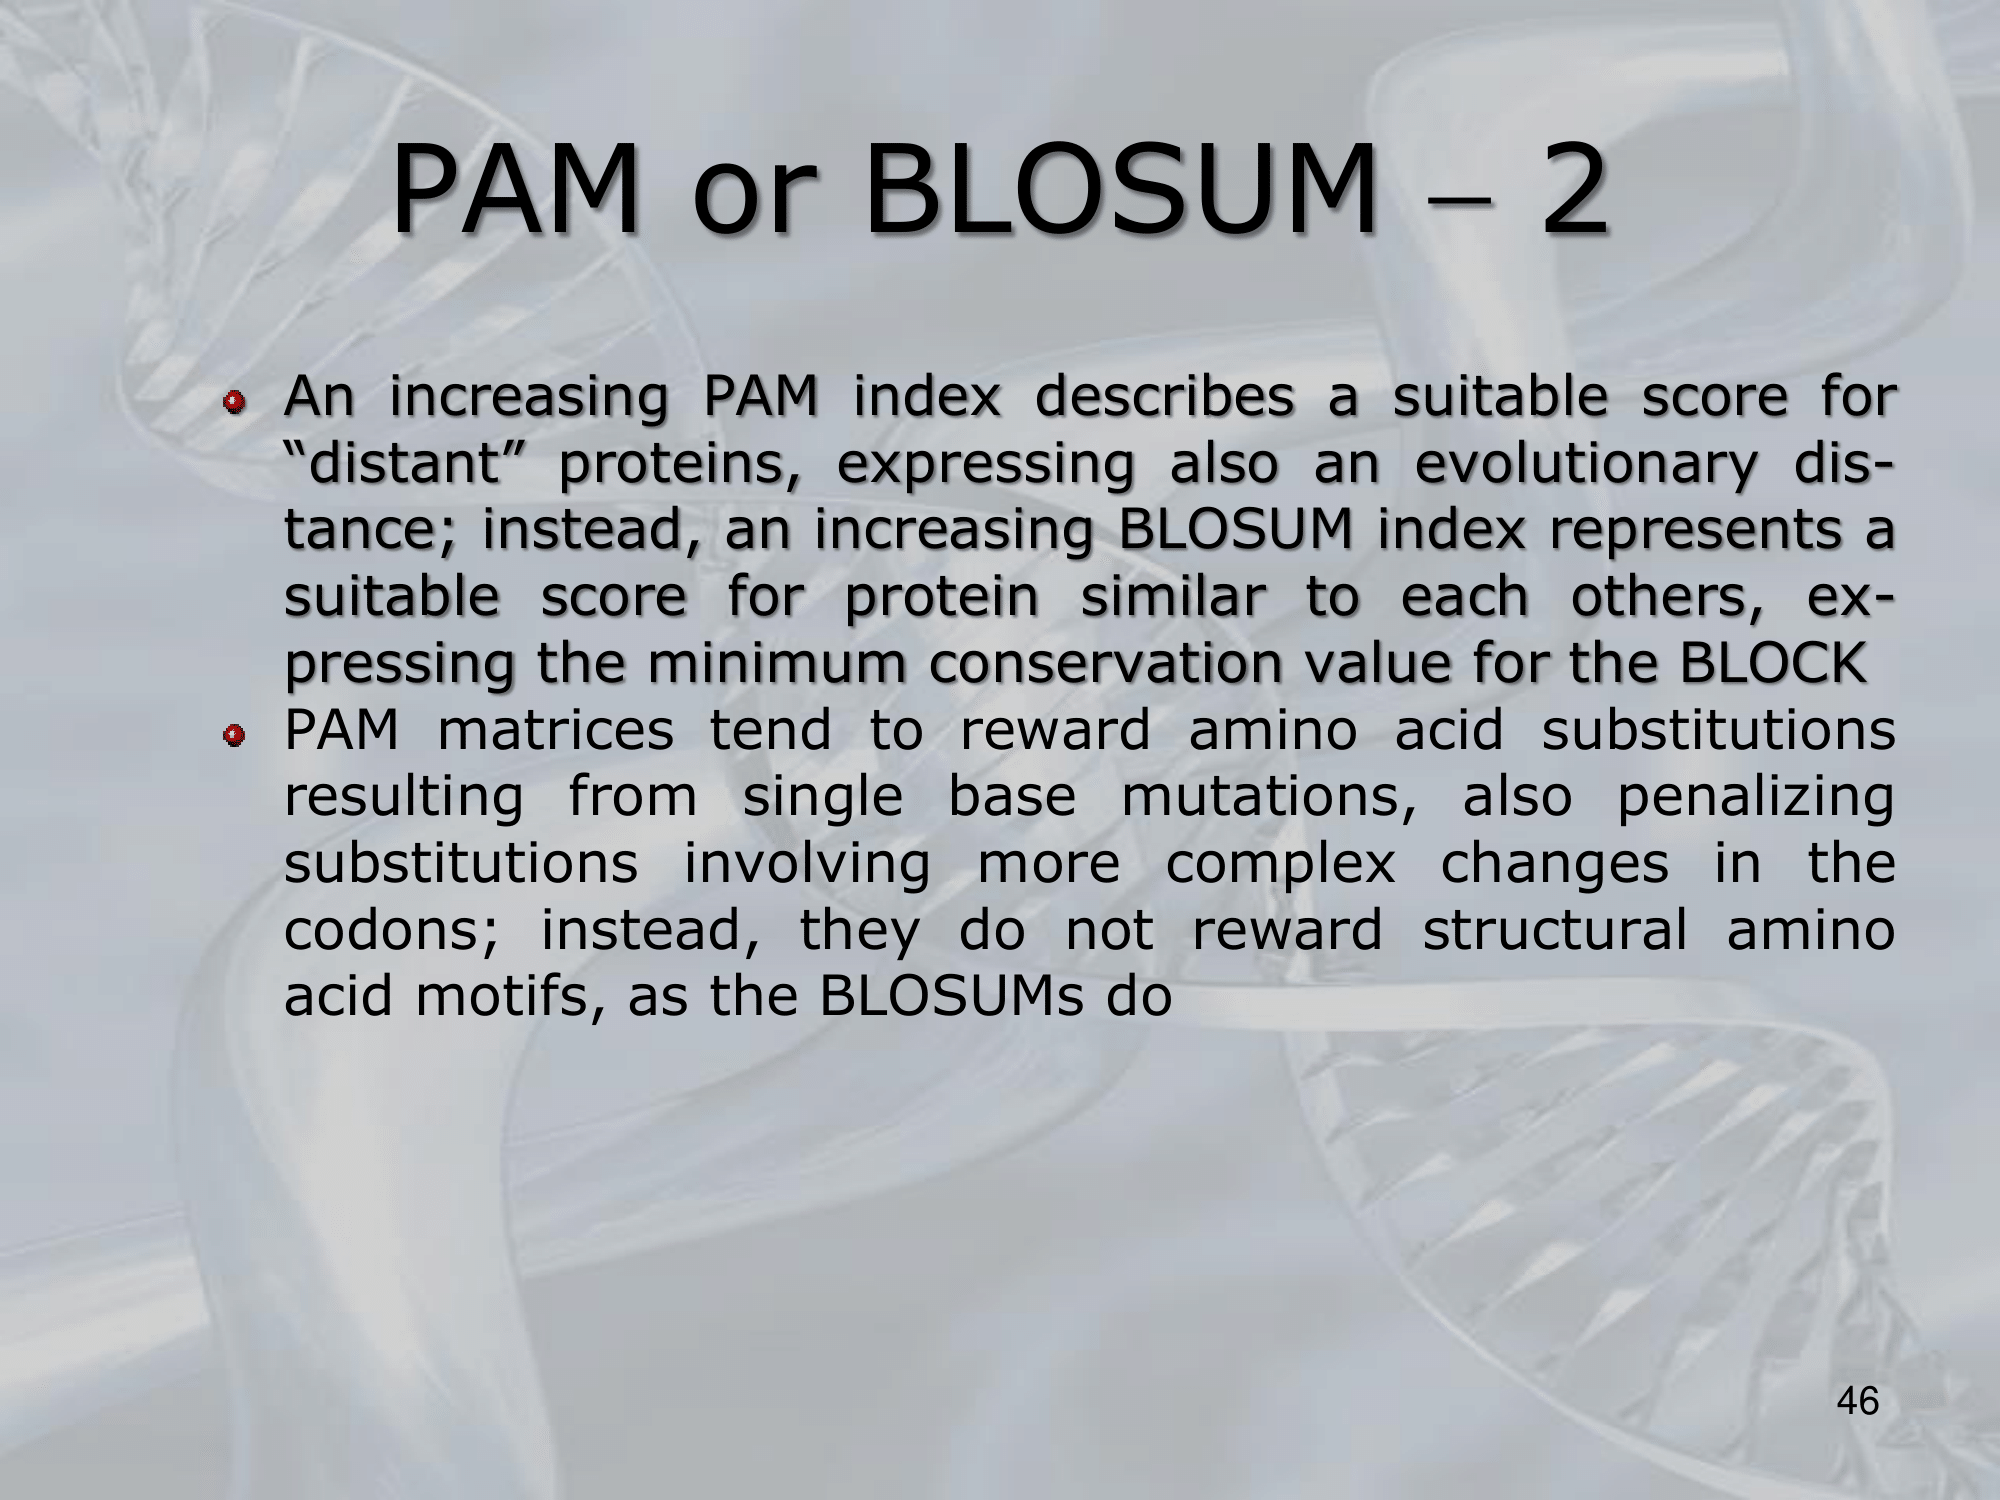 PAM or BLOSUM – 2
An increasing PAM index describes a suitable score for
“distant” proteins, expressing also an evolutionary dis-
tance; instead, an increasing BLOSUM index represents a
suitable score for protein similar to each others, ex-
pressing the minimum conservation value for the BLOCK
PAM matrices tend to reward amino acid substitutions
resulting from single base mutations, also penalizing
substitutions involving more complex changes in the
codons; instead, they do not reward structural amino
acid motifs, as the BLOSUMs do
46